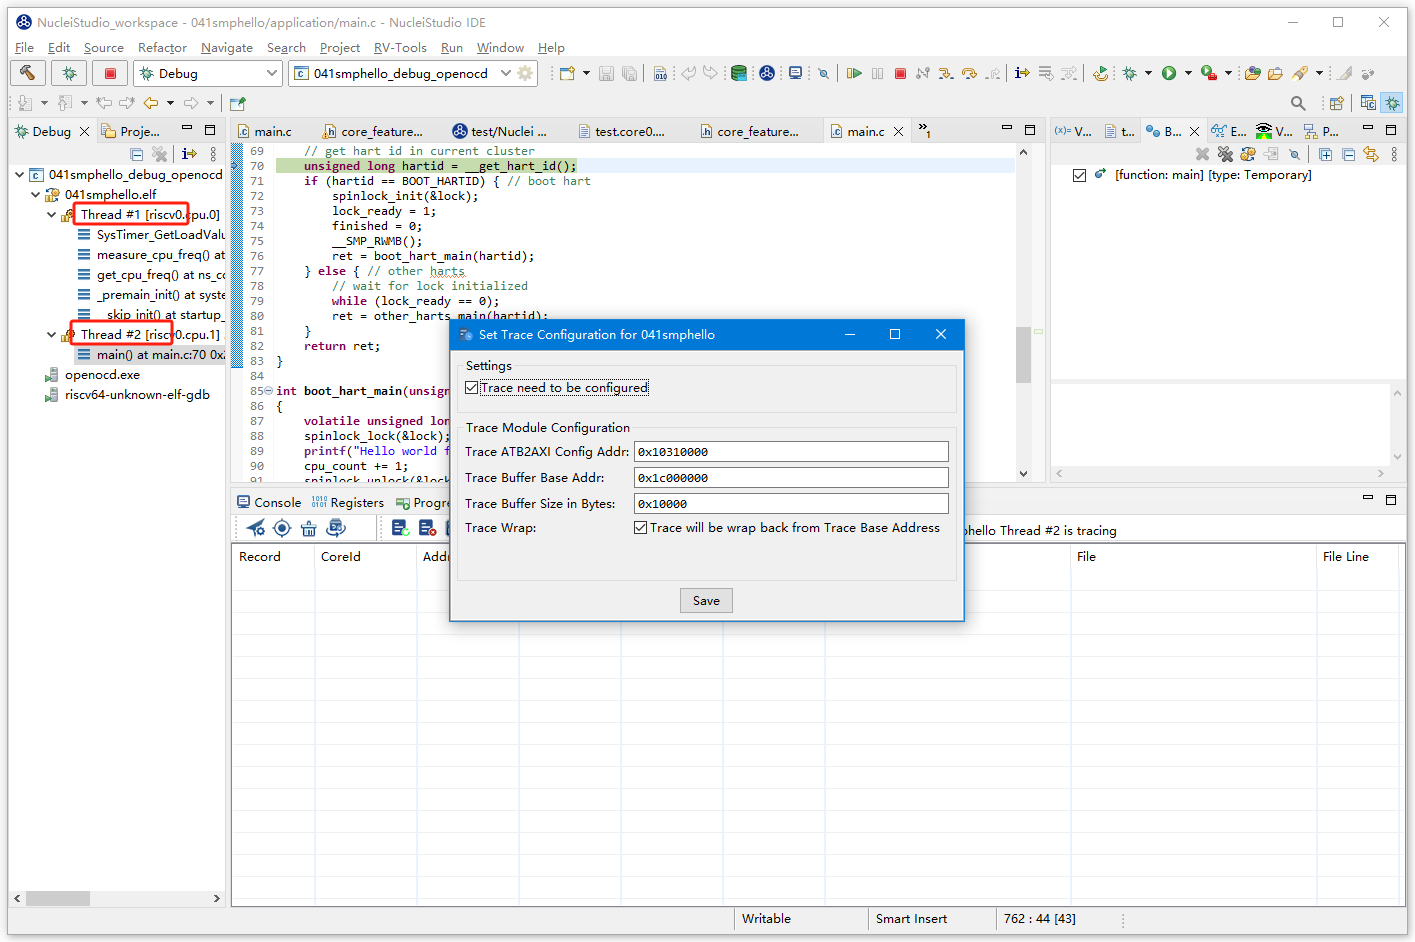 NucleiStudio_workspace - 041smphello/application/main.c - NucleiStudio IDE
File Edit Source Refactor Navigate Search Project RV-Tools Run Window Help
Debug 041smphello_debug_openocd
Debug Proje...
main.c core_feature... test/Nuclei ... test.core0.... core_feature... main.c 1
(x)= V... t... B... E... V... P...
041smphello_debug_openocd
041smphello.elf
Thread #1 [riscv0.cpu.0]
SysTimer_GetLoadValu
measure_cpu_freq() at
get_cpu_freq() at ns_co
_premain_init() at syste
_skip_init() at startup_
Thread #2 [riscv0.cpu.1]
main() at main.c:70 0x
openocd.exe
riscv64-unknown-elf-gdb
69 // get hart id in current cluster
70 unsigned long hartid = __get_hart_id();
71 if (hartid == BOOT_HARTID) { // boot hart
72 spinlock_init(&lock);
73 lock_ready = 1;
74 finished = 0;
75 __SMP_RWMB();
76 ret = boot_hart_main(hartid);
77 } else { // other harts
78 // wait for lock initialized
79 while (lock_ready == 0);
80 ret = other_harts_main(hartid);
81 }
82 return ret;
83 }
84
85 int boot_hart_main(unsign
86 {
87 volatile unsigned lon
88 spinlock_lock(&lock);
89 printf("Hello world f
90 cpu_count += 1;
91 spinlock_unlock(&lock
[function: main] [type: Temporary]
Set Trace Configuration for 041smphello
Settings
Trace need to be configured
Trace Module Configuration
Trace ATB2AXI Config Addr: 0x10310000
Trace Buffer Base Addr: 0x1c000000
Trace Buffer Size in Bytes: 0x10000
Trace Wrap: Trace will be wrap back from Trace Base Address
Save
Console Registers Progre
hello Thread #2 is tracing
Record CoreId Addr File File Line
Writable Smart Insert 762 : 44 [43]